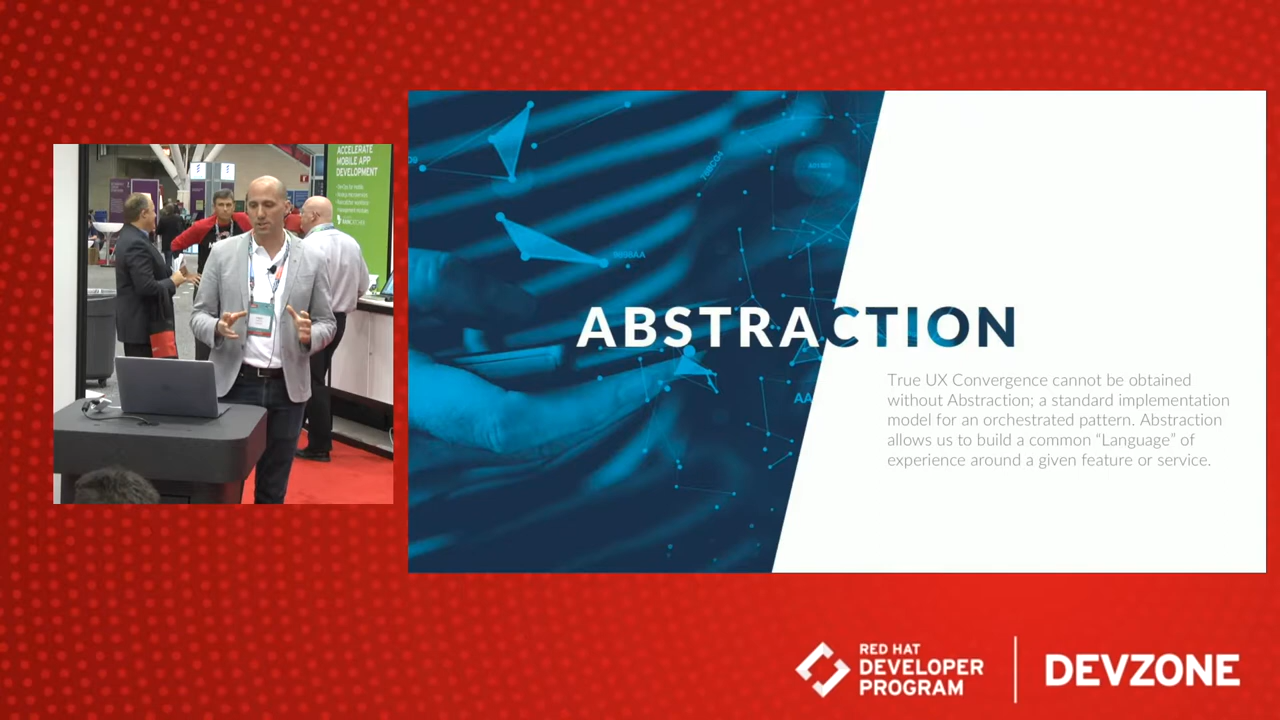 ACCELERATE
MOBILE APP
DEVELOPMENT
ABSTRACTION
True UX Convergence cannot be obtained
without Abstraction; a standard implementation
model for an orchestrated pattern. Abstraction
allows us to build a common “Language” of
experience around a given feature or service.
AA
RED HAT
DEVELOPER
PROGRAM
DEVZONE